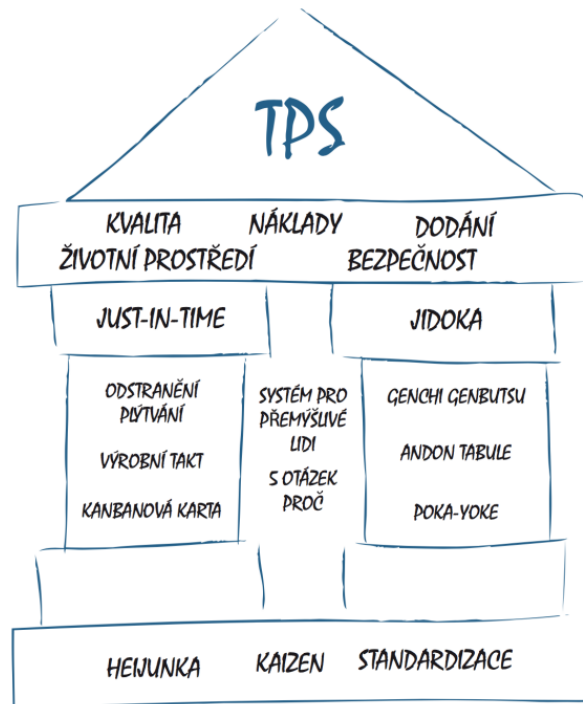 TPS
KVALITA NÁKLADY DODÁNÍ
ŽIVOTNÍ PROSTŘEDÍ BEZPEČNOST
JUST-IN-TIME
JIDOKA
ODSTRANĚNÍ
PLÝTVÁNÍ
VÝROBNÍ TAKT
KANBANOVÁ KARTA
SYSTÉM PRO
PŘEMÝŠLIVÉ
LIDI
5 OTÁZEK
PROČ
GENCHI GENBUTSU
ANDON TABULE
POKA-YOKE
HEIJUNKA KAIZEN STANDARDIZACE